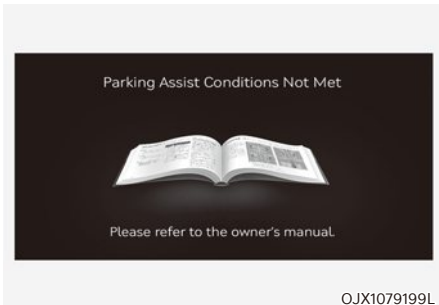 Parking Assist Conditions Not Met
Please refer to the owner's manual.
OJX1079199L